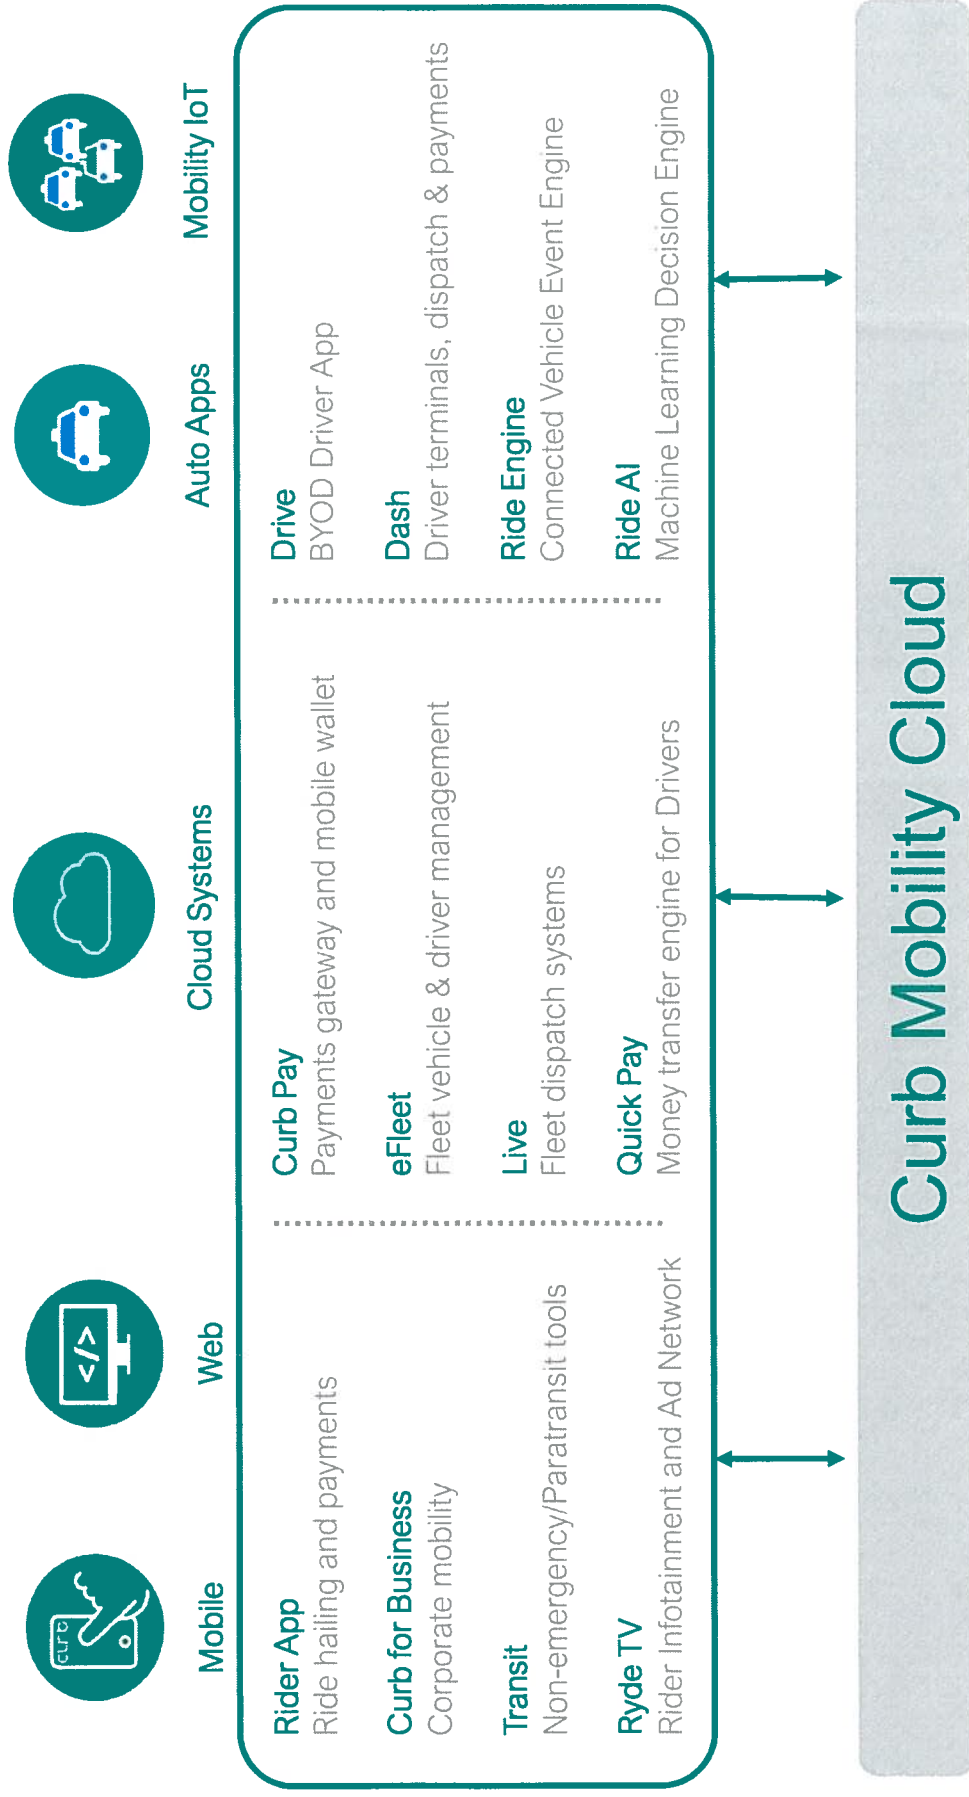 curb
</>
Mobile
Web
Cloud Systems
Auto Apps
Mobility IoT
Rider App
Ride hailing and payments
Curb for Business
Corporate mobility
Transit
Non-emergency/Paratransit tools
Ryde TV
Rider Infotainment and Ad Network
Curb Pay
Payments gateway and mobile wallet
eFleet
Fleet vehicle & driver management
Live
Fleet dispatch systems
Quick Pay
Money transfer engine for Drivers
Drive
BYOD Driver App
Dash
Driver terminals, dispatch & payments
Ride Engine
Connected Vehicle Event Engine
Ride AI
Machine Learning Decision Engine
Curb Mobility Cloud